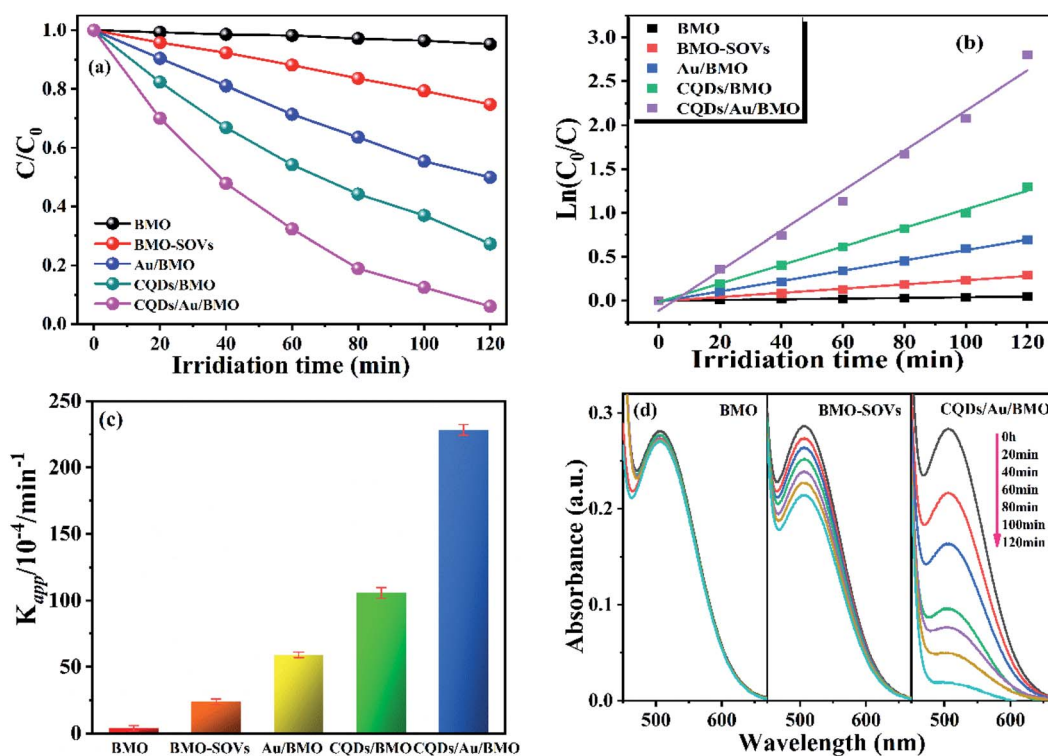 (a)
C/C0
1.0
0.8
0.6
0.4
0.2
0.0
BMO
BMO-SOVs
Au/BMO
CQDs/BMO
CQDs/Au/BMO
0 20 40 60 80 100 120
Irridiation time (min)
(b)
Ln(C0/C)
3.0
2.5
2.0
1.5
1.0
0.5
0.0
BMO
BMO-SOVs
Au/BMO
CQDs/BMO
CQDs/Au/BMO
0 20 40 60 80 100 120
Irridiation time (min)
(c)
Kapp/10-4/min-1
250
200
150
100
50
0
BMO BMO-SOVs Au/BMO CQDs/BMO CQDs/Au/BMO
(d)
Absorbance (a.u.)
0.3
0.2
0.1
0.0
BMO
BMO-SOVs
CQDs/Au/BMO
0h
20min
40min
60min
80min
100min
120min
500 600 500 600 500 600
Wavelength (nm)